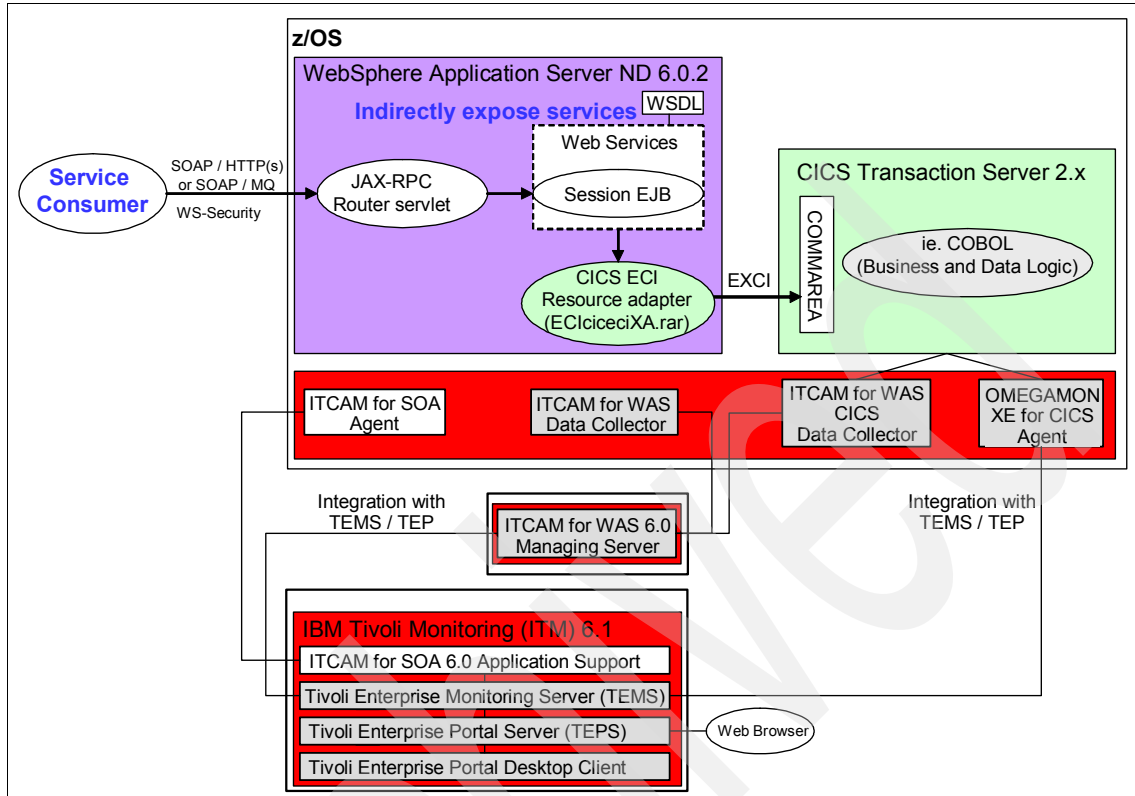 z/OS
WebSphere Application Server ND 6.0.2
Indirectly expose services
WSDL
Web Services
Session EJB
Service
Consumer
SOAP / HTTP(s)
or SOAP / MQ
WS-Security
JAX-RPC
Router servlet
CICS ECI
Resource adapter
(ECIciceciXA.rar)
EXCI
CICS Transaction Server 2.x
COMMAREA
ie. COBOL
(Business and Data Logic)
ITCAM for SOA
Agent
ITCAM for WAS
Data Collector
ITCAM for WAS
CICS
Data Collector
OMEGAMON
XE for CICS
Agent
Integration with
TEMS / TEP
ITCAM for WAS 6.0
Managing Server
Integration with
TEMS / TEP
IBM Tivoli Monitoring (ITM) 6.1
ITCAM for SOA 6.0 Application Support
Tivoli Enterprise Monitoring Server (TEMS)
Tivoli Enterprise Portal Server (TEPS)
Tivoli Enterprise Portal Desktop Client
Web Browser